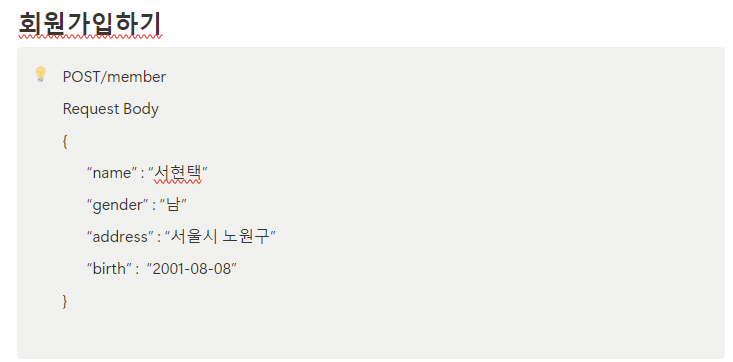 회원가입하기
POST/member
Request Body
{
“name” : “서현택”
“gender” : “남”
“address” : “서울시 노원구”
“birth” :  “2001-08-08”
}